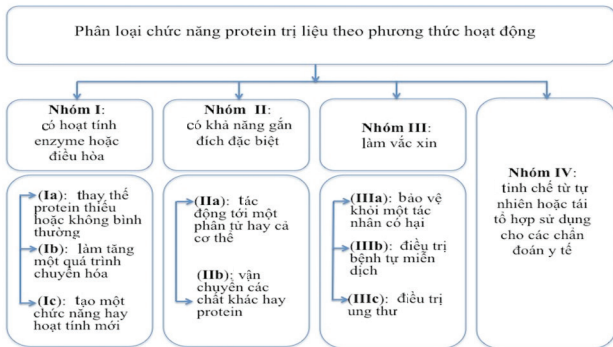 Phân loại chức năng protein trị liệu theo phương thức hoạt động
Nhóm I:
có hoạt tính
enzyme hoặc
điều hòa
Nhóm II:
có khả năng gắn
đích đặc biệt
Nhóm III:
làm vắc xin
Nhóm IV:
tinh chế từ tự
nhiên hoặc tái
tổ hợp sử dụng
cho các chẩn
đoán y tế
(Ia): thay thế
protein thiếu
hoặc không bình
thường
(Ib): làm tăng
một quá trình
chuyển hóa
(Ic): tạo một
chức năng hay
hoạt tính mới
(IIa): tác
động tới một
phân tử hay cả
cơ thể
(IIb): vận
chuyển các
chất khác hay
protein
(IIIa): bảo vệ
khỏi một tác
nhân có hại
(IIIb): điều trị
bệnh tự miễn
dịch
(IIIc): điều trị
ung thư